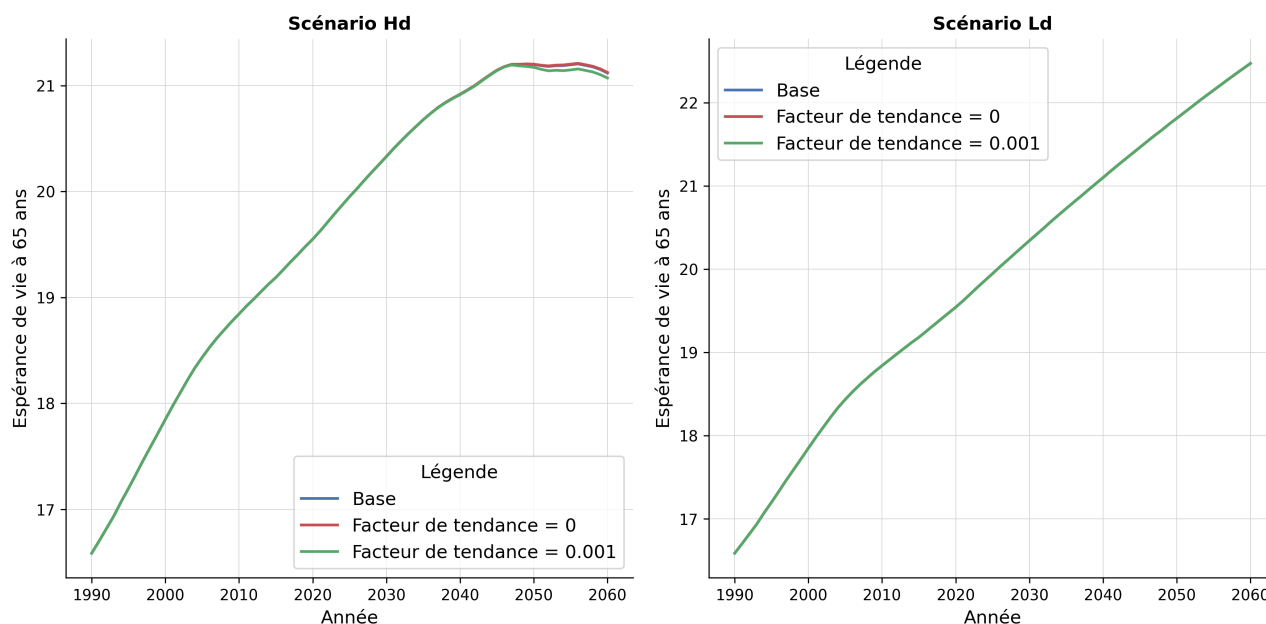 Scénario Hd
Espérance de vie à 65 ans
21
20
19
18
17
Légende
Base
Facteur de tendance = 0
Facteur de tendance = 0.001
1990 2000 2010 2020 2030 2040 2050 2060
Année
Scénario Ld
Espérance de vie à 65 ans
Légende
Base
Facteur de tendance = 0
Facteur de tendance = 0.001
22
21
20
19
18
17
1990 2000 2010 2020 2030 2040 2050 2060
Année